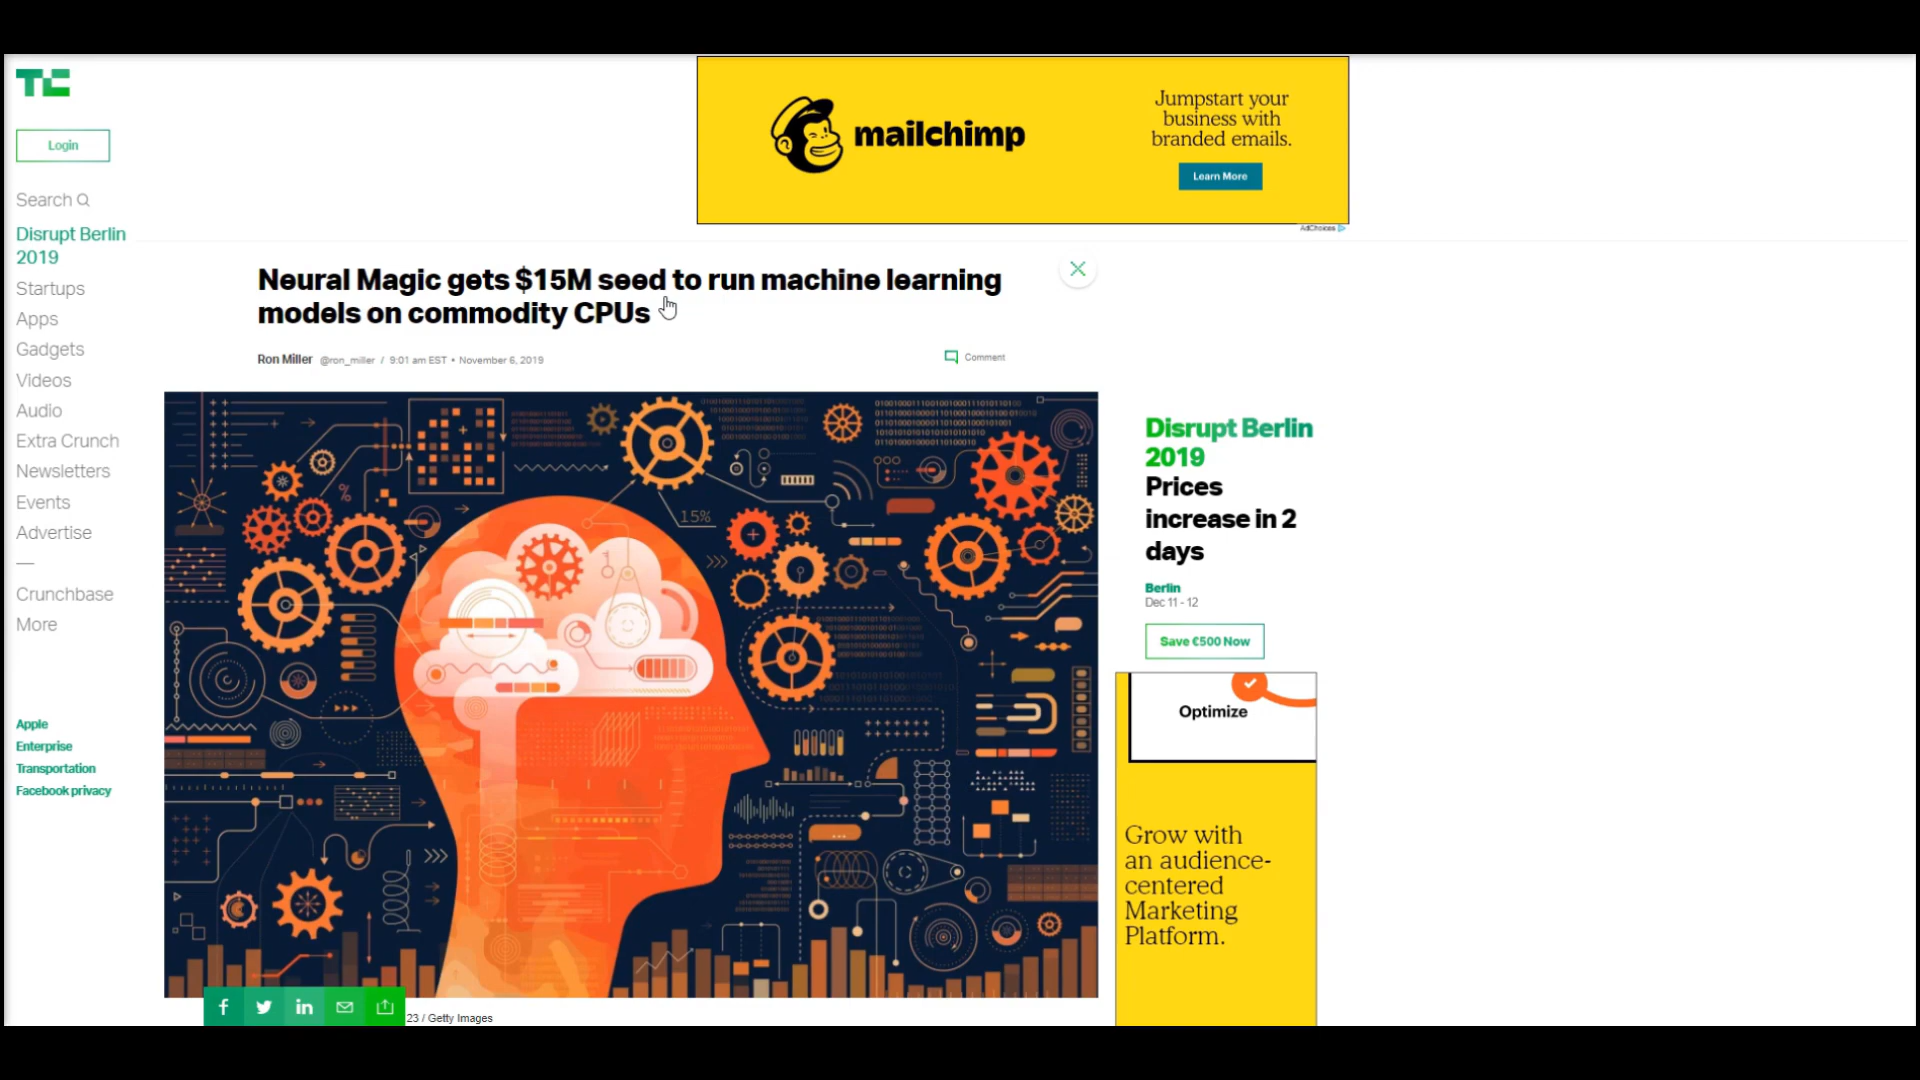 TC
Login
Search
Disrupt Berlin
2019
Startups
Apps
Gadgets
Videos
Audio
Extra Crunch
Newsletters
Events
Advertise
—
Crunchbase
More
Apple
Enterprise
Transportation
Facebook privacy
mailchimp
Jumpstart your
business with
branded emails.
Learn More
AdChoices
Neural Magic gets $15M seed to run machine learning
models on commodity CPUs
Ron Miller @ron_miller / 9:01 am EST • November 6, 2019
Comment
15%
%
23 / Getty Images
Disrupt Berlin
2019
Prices
increase in 2
days
Berlin
Dec 11 - 12
Save €500 Now
Optimize
Grow with
an audience-
centered
Marketing
Platform.